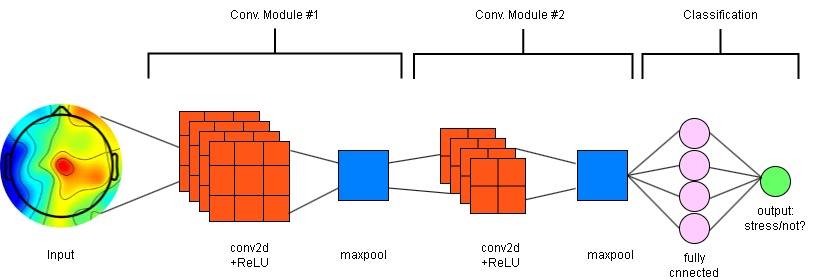 Conv. Module #1
Conv. Module #2
Classification
Input
conv2d
+ReLU
maxpool
conv2d
+ReLU
maxpool
fully
cnnected
output:
stress/not?